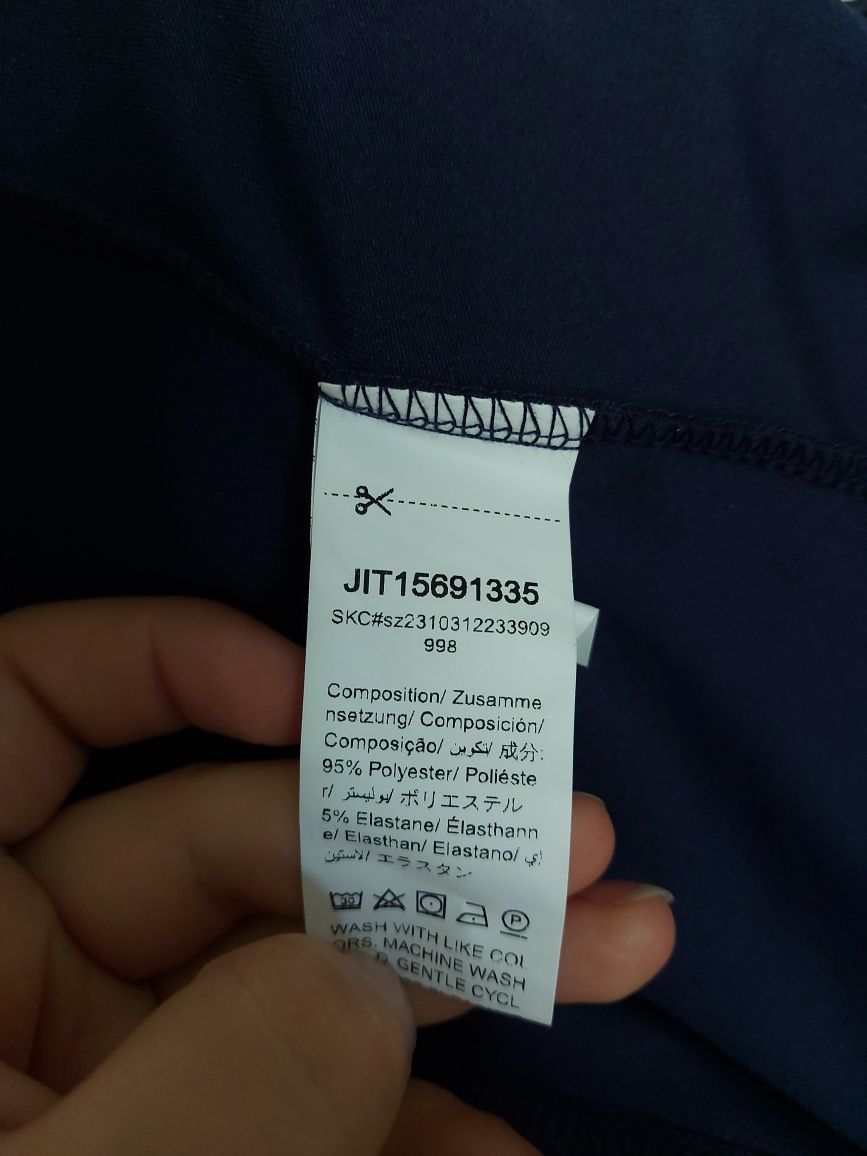 JIT15691335
SKC#sz2310312233909
998
Composition/ Zusamme
nsetzung/ Composición/
Composição/ تكوين/ 成分:
95% Polyester/ Poliéste
r/ بوليستر/ ポリエステル
5% Elastane/ Élasthann
e/ Elasthan/ Elastano/ إي
لاستين/ エラスタン
30 P
WASH WITH LIKE COL
ORS. MACHINE WASH
GENTLE CYCL